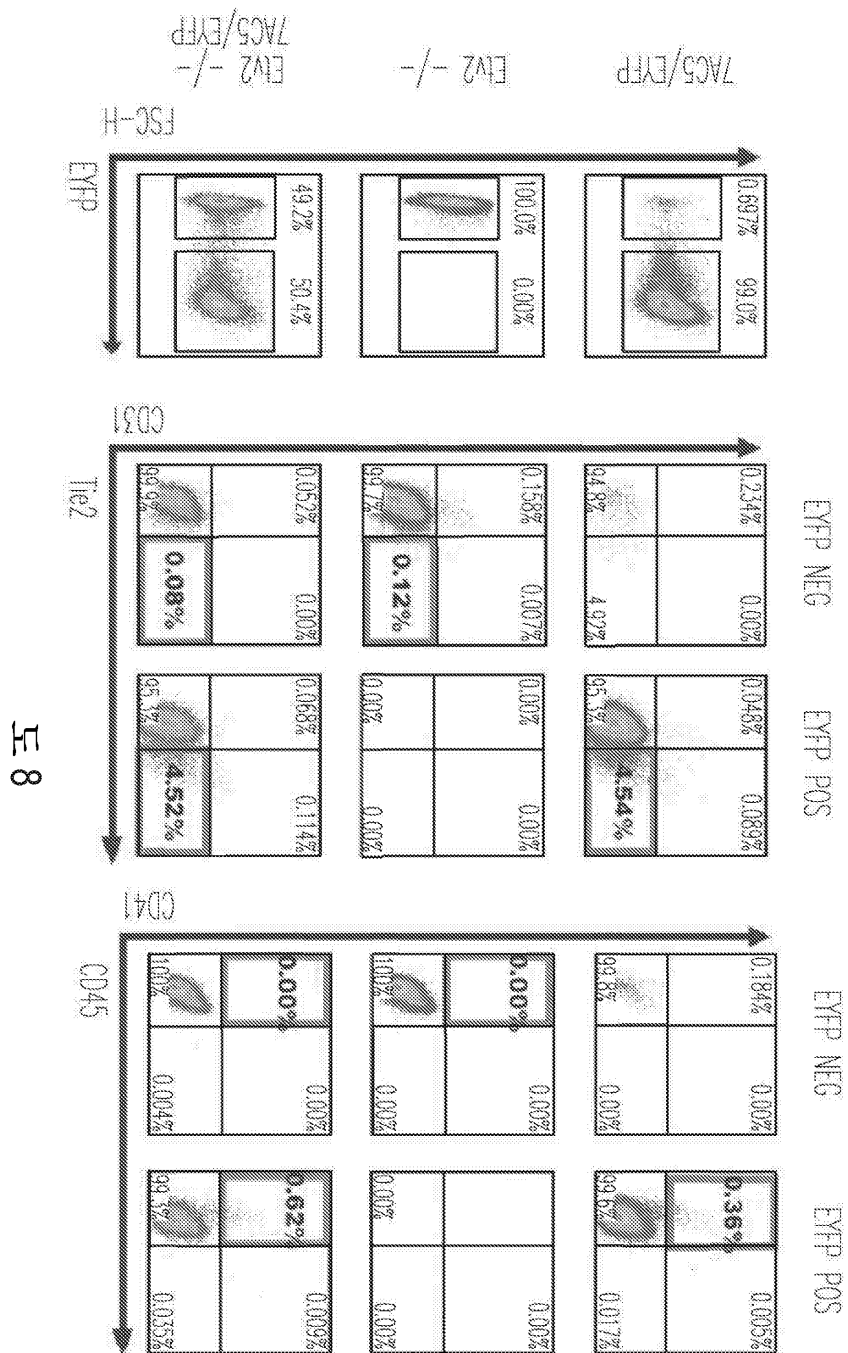 EYFP NEG EYFP POS EYFP NEG EYFP POS
7AC5/EYFP
0.697% 99.0% 0.234% 0.00% 0.048% 0.089% 0.184% 0.00% 0.36% 0.005%
94.8% 4.92% 95.3% 4.54% 99.8% 0.00% 99.6% 0.017%
Etv2 -/-
100.0% 0.00% 0.158% 0.007% 0.00% 0.00% 0.00% 0.00% 0.00% 0.00%
99.7% 0.12% 0.00% 0.00% 100% 0.00% 0.00% 0.00%
Etv2 -/-
7AC5/EYFP
49.2% 50.4% 0.052% 0.00% 0.068% 0.114% 0.00% 0.00% 0.62% 0.009%
99.9% 0.08% 95.3% 4.52% 100% 0.004% 99.3% 0.035%
FSC-H
EYFP
CD31
Tie2
CD41
CD45
도 8